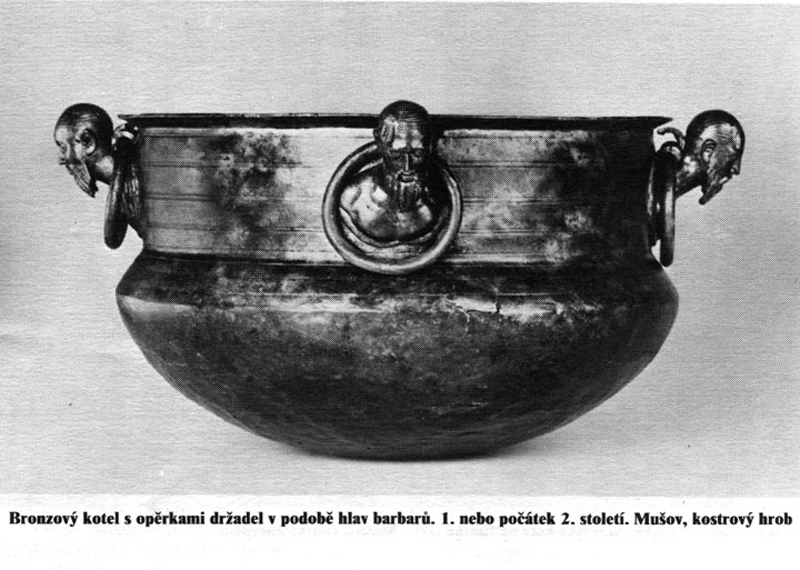 Bronzový kotel s opěrkami držadel v podobě hlav barbarů. 1. nebo počátek 2. století. Mušov, kostrový hrob